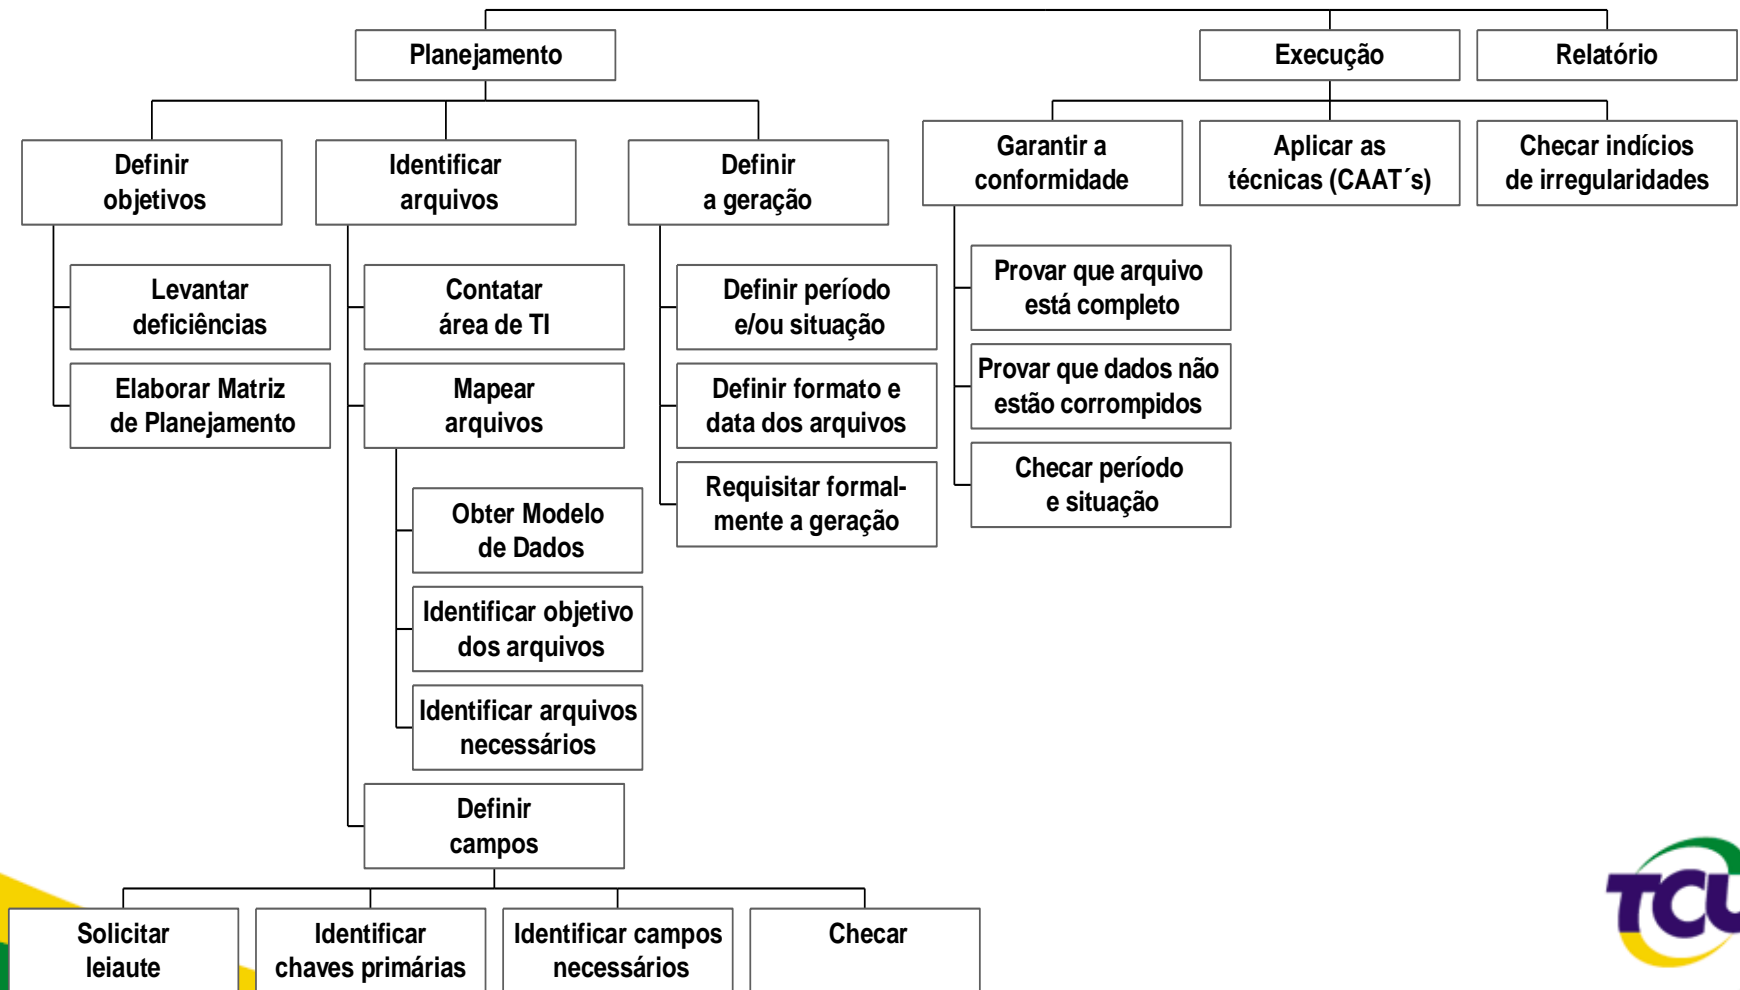 Planejamento
Execução
Relatório
Definir
objetivos
Identificar
arquivos
Definir
a geração
Garantir a
conformidade
Aplicar as
técnicas (CAAT´s)
Checar indícios
de irregularidades
Levantar
deficiências
Elaborar Matriz
de Planejamento
Contatar
área de TI
Mapear
arquivos
Obter Modelo
de Dados
Identificar objetivo
dos arquivos
Identificar arquivos
necessários
Definir
campos
Definir período
e/ou situação
Definir formato e
data dos arquivos
Requisitar formal-
mente a geração
Provar que arquivo
está completo
Provar que dados não
estão corrompidos
Checar período
e situação
Solicitar
leiaute
Identificar
chaves primárias
Identificar campos
necessários
Checar
TCU